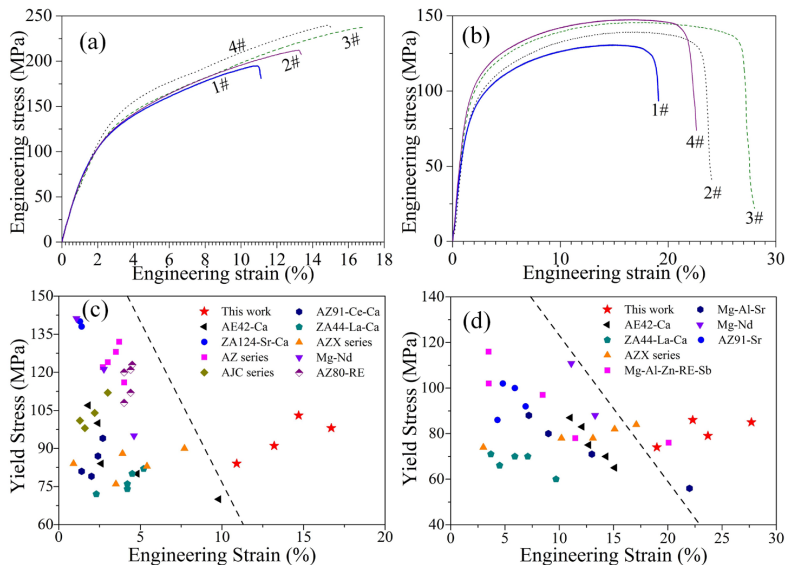 (a)
Engineering stress (MPa)
250
200
150
100
50
0
4#
3#
2#
1#
0 2 4 6 8 10 12 14 16 18
Engineering strain (%)
(b)
Engineering stress (MPa)
150
100
50
0
1#
4#
2#
3#
0 10 20 30
Engineering strain (%)
(c)
Yield Stress (MPa)
150
135
120
105
90
75
60
This work
AE42-Ca
ZA124-Sr-Ca
AZ series
AJC series
AZ91-Ce-Ca
ZA44-La-Ca
AZX series
Mg-Nd
AZ80-RE
0 5 10 15 20
Engineering Strain (%)
(d)
Yield Stress (MPa)
140
120
100
80
60
40
This work
AE42-Ca
ZA44-La-Ca
AZX series
Mg-Al-Zn-RE-Sb
Mg-Al-Sr
Mg-Nd
AZ91-Sr
0 5 10 15 20 25 30
Engineering Strain (%)